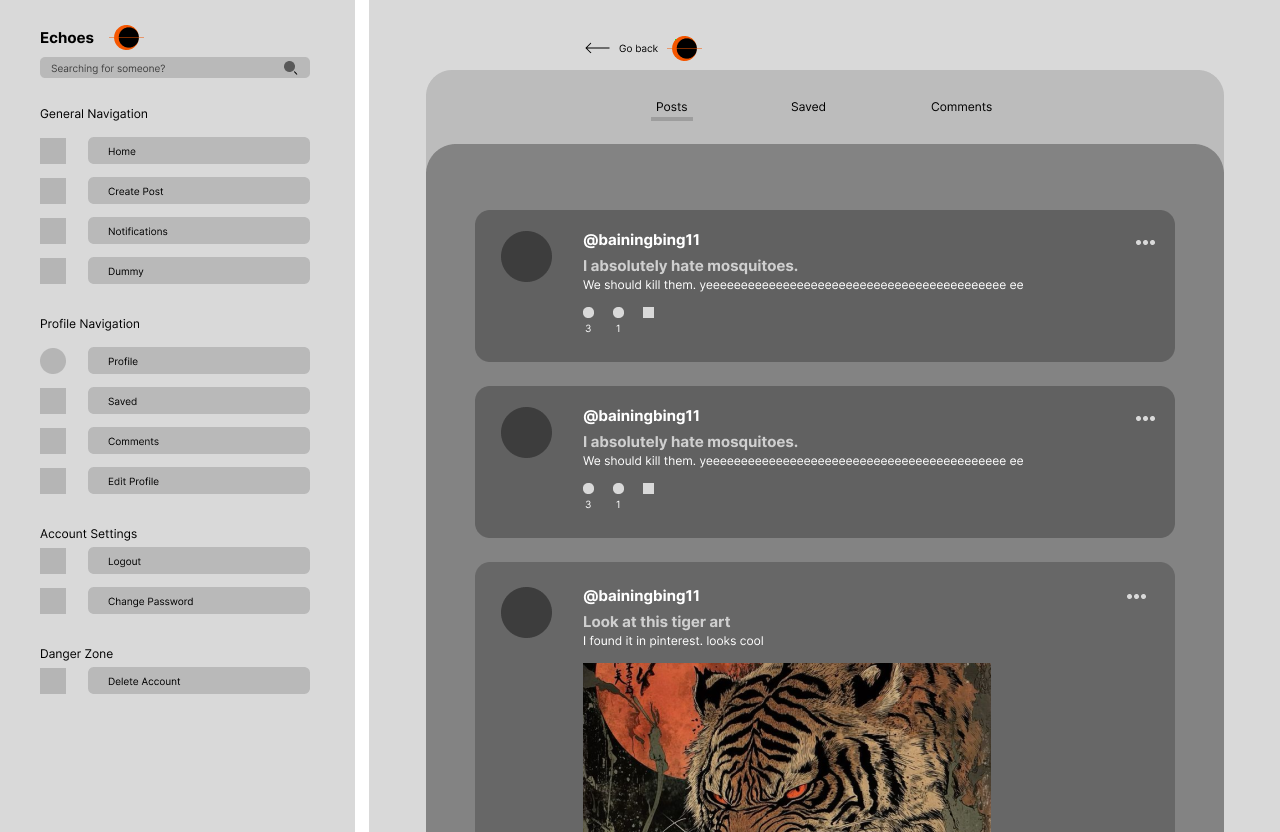 Echoes
Searching for someone?
General Navigation
Home
Create Post
Notifications
Dummy
Profile Navigation
Profile
Saved
Comments
Edit Profile
Account Settings
Logout
Change Password
Danger Zone
Delete Account
Go back
Posts Saved Comments
@bainingbing11
I absolutely hate mosquitoes.
We should kill them. yeeeeeeeeeeeeeeeeeeeeeeeeeeeeeeeeeeeeeeeeeee ee
3 1
@bainingbing11
I absolutely hate mosquitoes.
We should kill them. yeeeeeeeeeeeeeeeeeeeeeeeeeeeeeeeeeeeeeeeeeee ee
3 1
@bainingbing11
Look at this tiger art
I found it in pinterest. looks cool